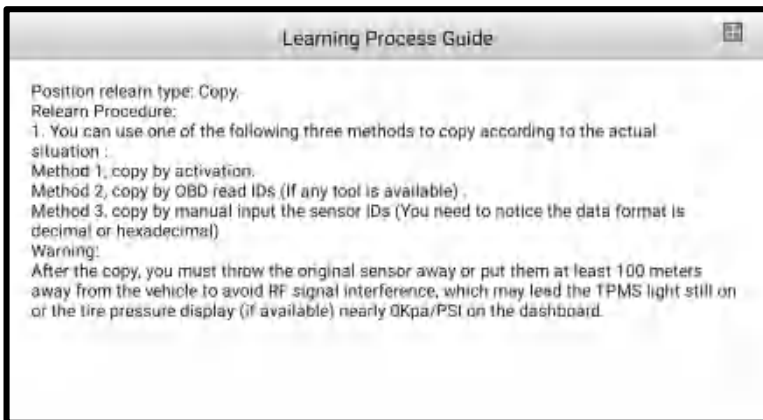 Learning Process Guide
Position relearn type: Copy.
Relearn Procedure:
1. You can use one of the following three methods to copy according to the actual
situation :
Method 1, copy by activation.
Method 2, copy by OBD read IDs (If any tool is available) .
Method 3, copy by manual input the sensor IDs (You need to notice the data format is
decimal or hexadecimal)
Warning:
After the copy, you must throw the original sensor away or put them at least 100 meters
away from the vehicle to avoid RF signal interference, which may lead the TPMS light still on
or the tire pressure display (if available) nearly 0Kpa/PSI on the dashboard.